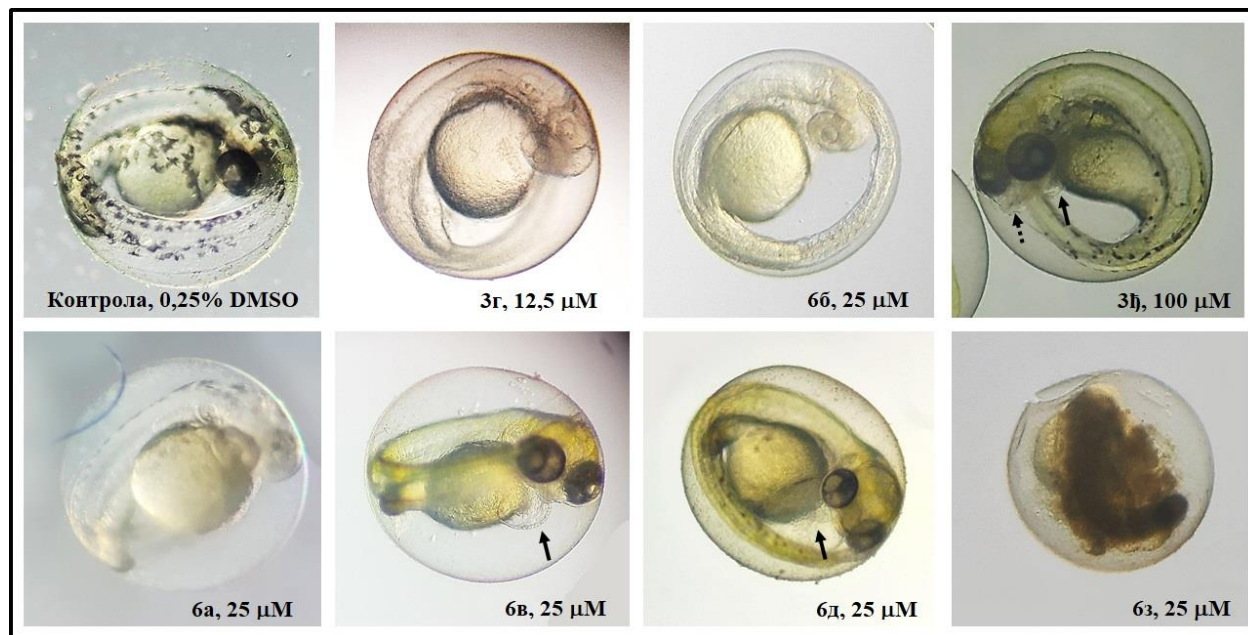 Контрола, 0,25% DMSO
3г, 12,5 μM
6б, 25 μM
3ђ, 100 μM
6а, 25 μM
6в, 25 μM
6д, 25 μM
6з, 25 μM